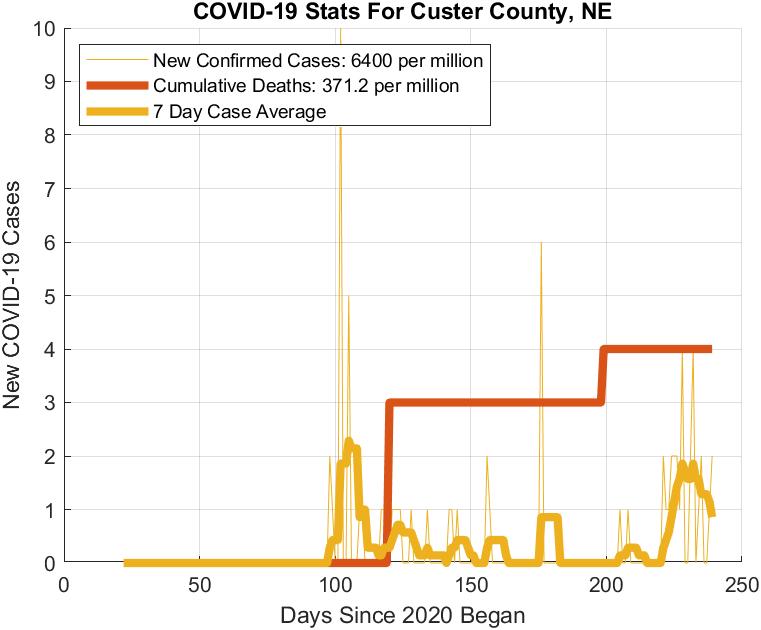 COVID-19 Stats For Custer County, NE
New Confirmed Cases: 6400 per million
Cumulative Deaths: 371.2 per million
7 Day Case Average
New COVID-19 Cases
10
9
8
7
6
5
4
3
2
1
0
0 50 100 150 200 250
Days Since 2020 Began